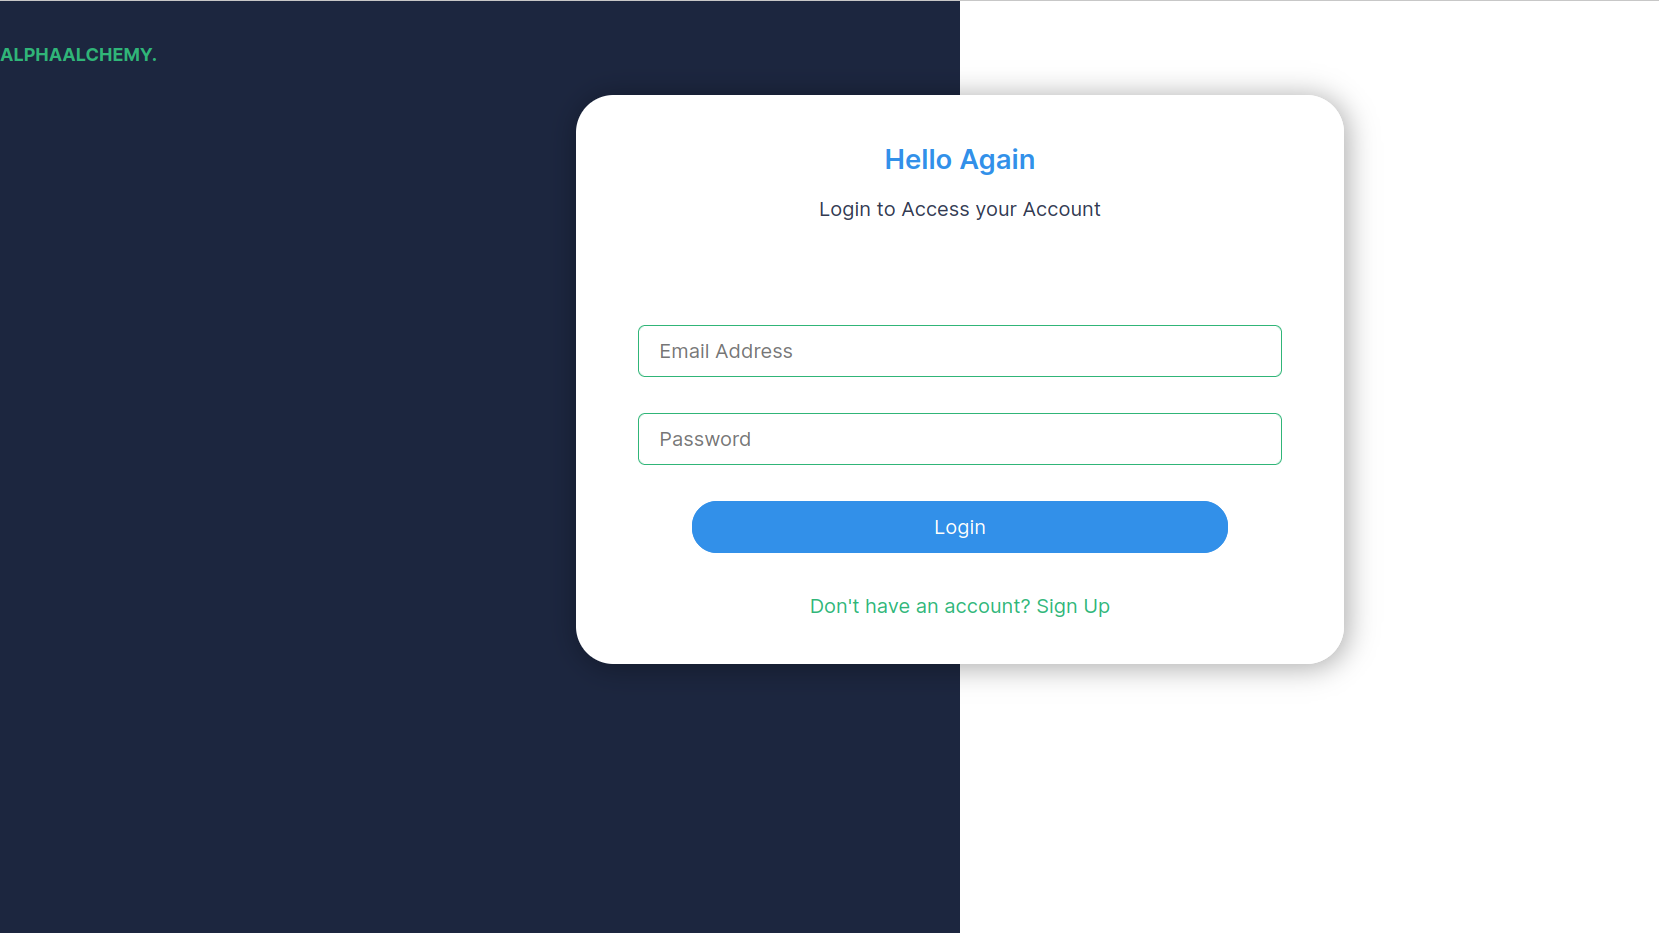 ALPHAALCHEMY.
Hello Again
Login to Access your Account
Email Address
Password
Login
Don't have an account? Sign Up